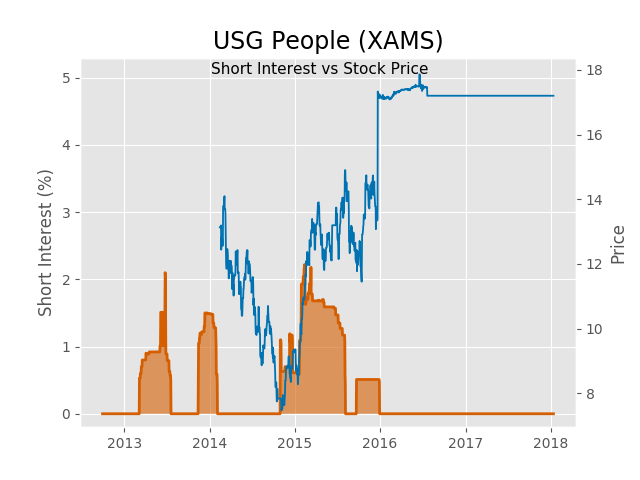 USG People (XAMS)
Short Interest vs Stock Price
Short Interest (%)
5
4
3
2
1
0
18
16
14
12
10
8
Price
2013 2014 2015 2016 2017 2018